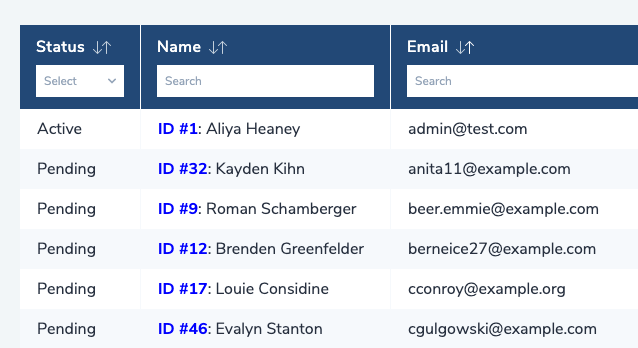 Status Name Email
Select Search Search
Active ID #1: Aliya Heaney admin@test.com
Pending ID #32: Kayden Kihn anita11@example.com
Pending ID #9: Roman Schamberger beer.emmie@example.com
Pending ID #12: Brenden Greenfelder berneice27@example.com
Pending ID #17: Louie Considine cconroy@example.org
Pending ID #46: Evalyn Stanton cgulgowski@example.com